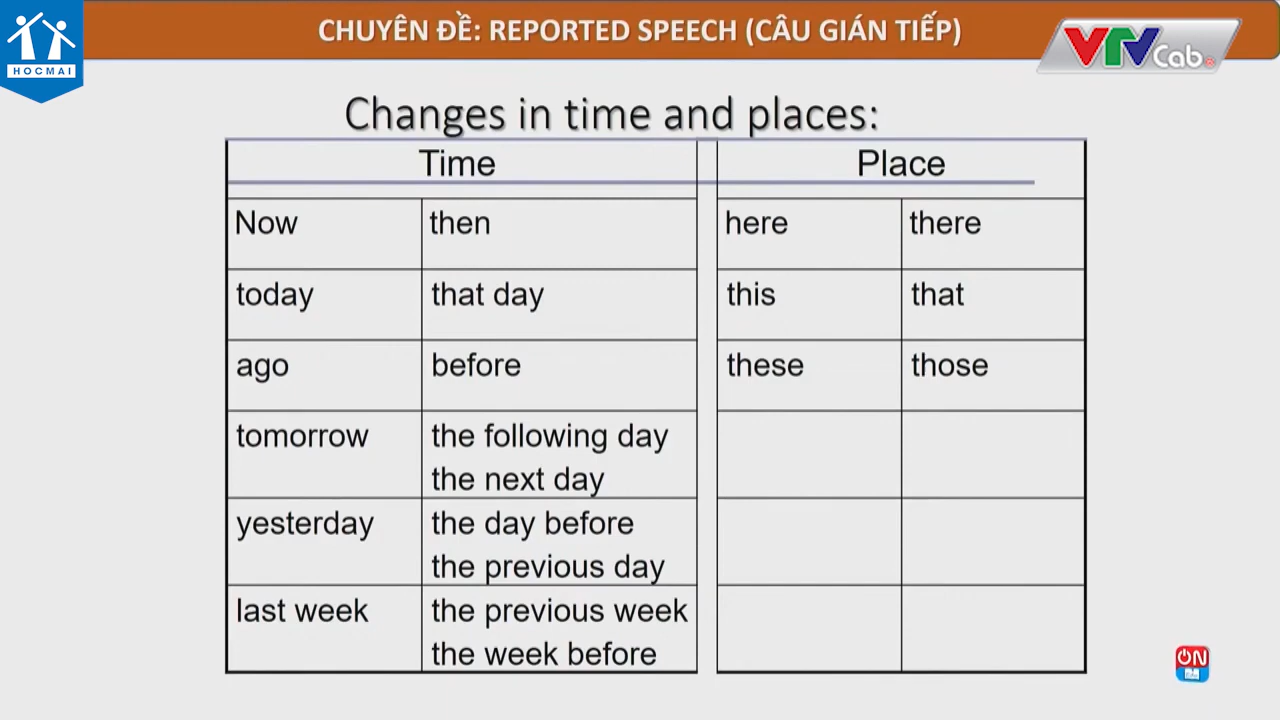 CHUYÊN ĐỀ: REPORTED SPEECH (CÂU GIÁN TIẾP)
HOCMAI
VTV Cab
Changes in time and places:
Time Place
Now then here there
today that day this that
ago before these those
tomorrow the following day
the next day
yesterday the day before
the previous day
last week the previous week
the week before
ON